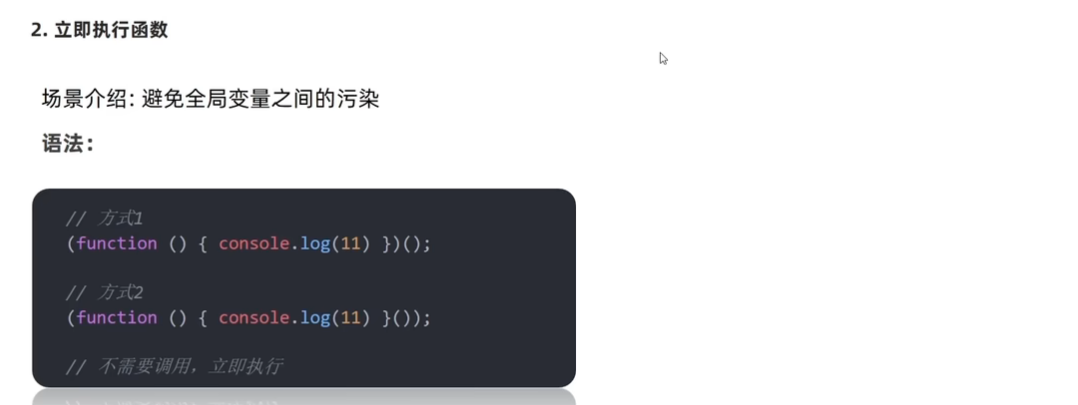 2. 立即执行函数
场景介绍: 避免全局变量之间的污染
语法：
// 方式1
(function () { console.log(11) })();
// 方式2
(function () { console.log(11) }());
// 不需要调用，立即执行